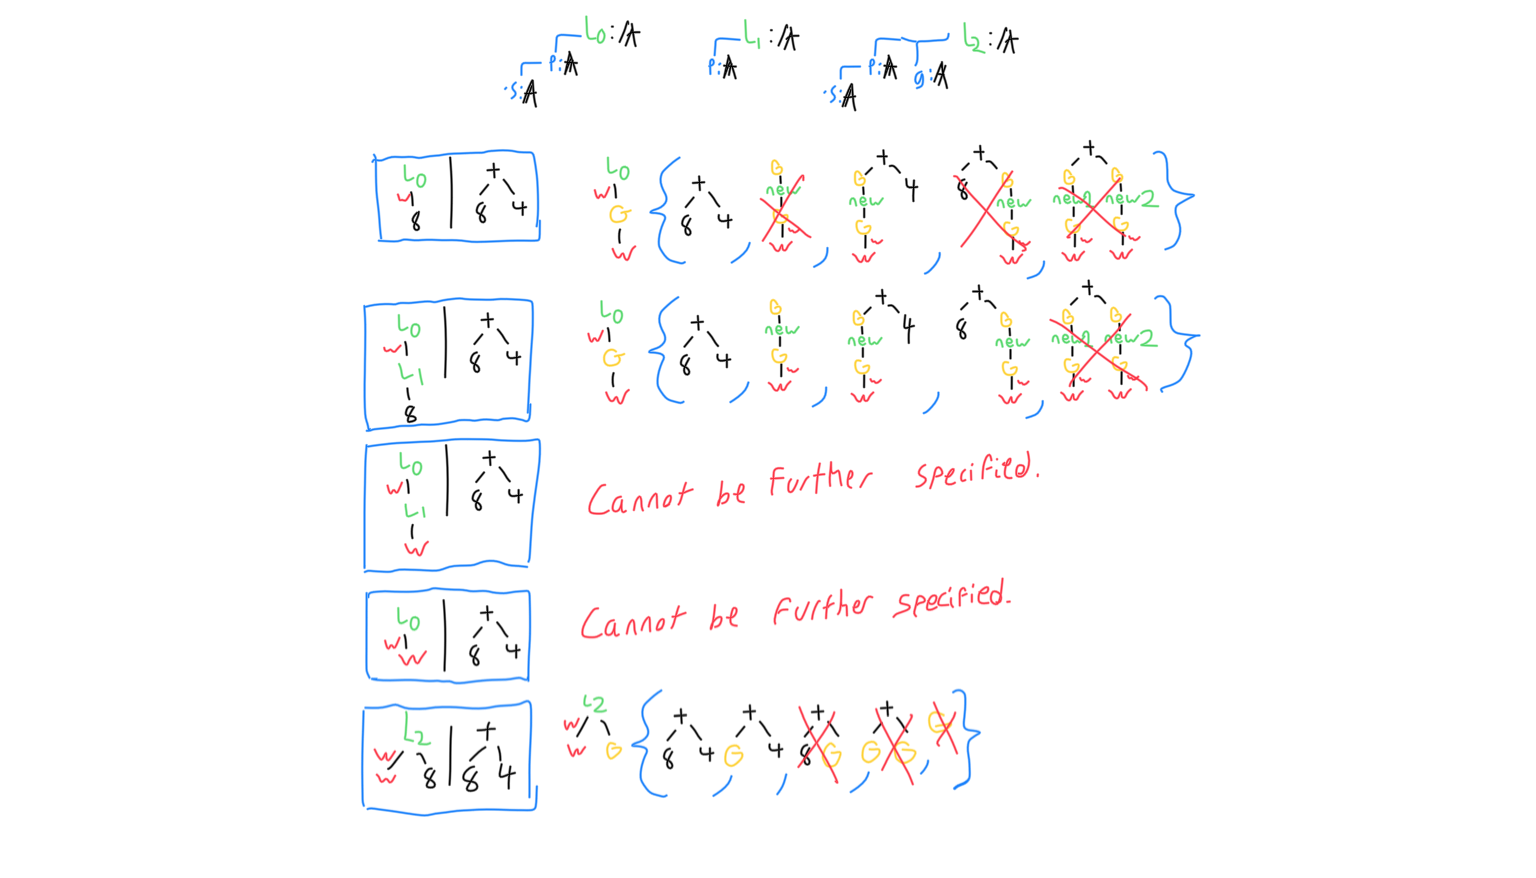 L0:A L1:A L2:A
P:A P:A P:A g:A
·S:A ·S:A
L0 + L0 { + B + + + }
w 8 4 w 8 4 new B 4 8 B B B
8 G G new new new2 new2
w w G G G G
, w , w , w , w w
L0 + L0 { + B + + + }
w 8 4 w 8 4 new B 4 8 B B B
L1 G G new new new2 new2
8 w w G G G G
, , w , w , w w
L0 +
w 8 4 Cannot be Further specified.
L1
w
L0 +
w 8 4 Cannot be Further specified.
w
L2 + L2 { + + + + G }
w 8 4 w 8 4 G 4 8 G G G
w 8 w G , , , ,